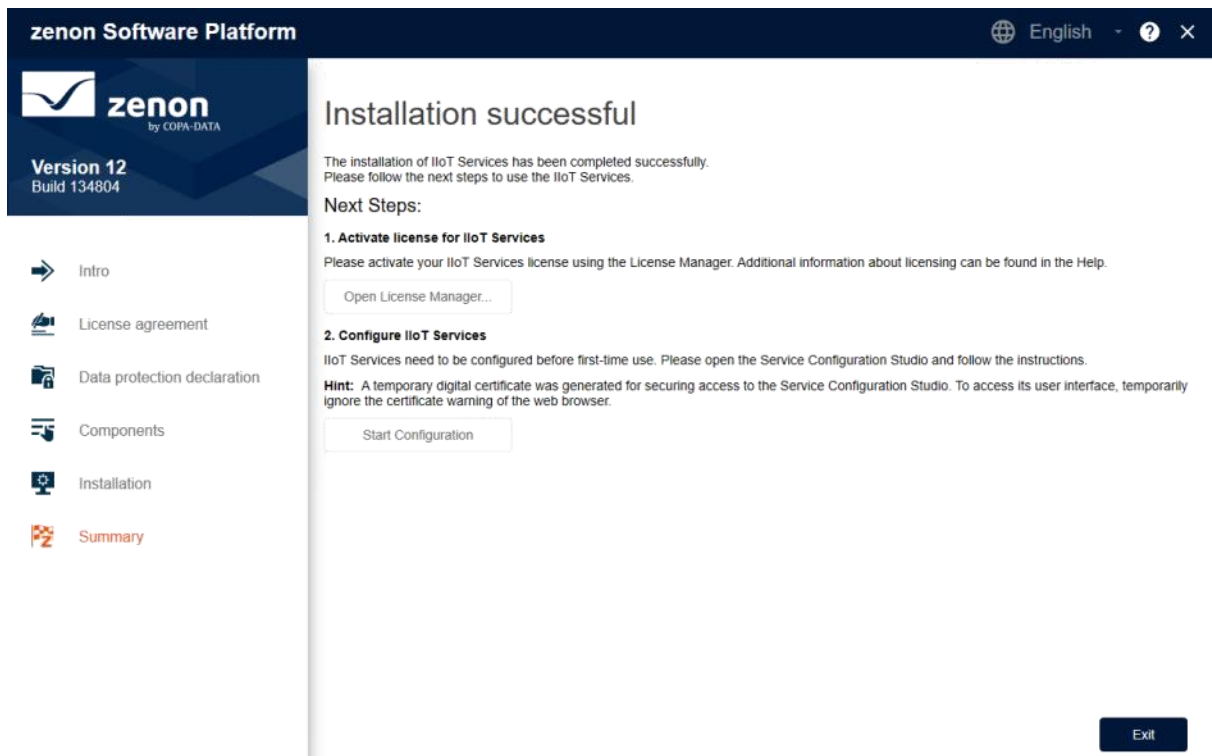 zenon Software Platform
English
zenon
by COPA-DATA
Version 12
Build 134804
Intro
License agreement
Data protection declaration
Components
Installation
Summary
Installation successful
The installation of IIoT Services has been completed successfully.
Please follow the next steps to use the IIoT Services.
Next Steps:
1. Activate license for IIoT Services
Please activate your IIoT Services license using the License Manager. Additional information about licensing can be found in the Help.
Open License Manager...
2. Configure IIoT Services
IIoT Services need to be configured before first-time use. Please open the Service Configuration Studio and follow the instructions.
Hint: A temporary digital certificate was generated for securing access to the Service Configuration Studio. To access its user interface, temporarily
ignore the certificate warning of the web browser.
Start Configuration
Exit